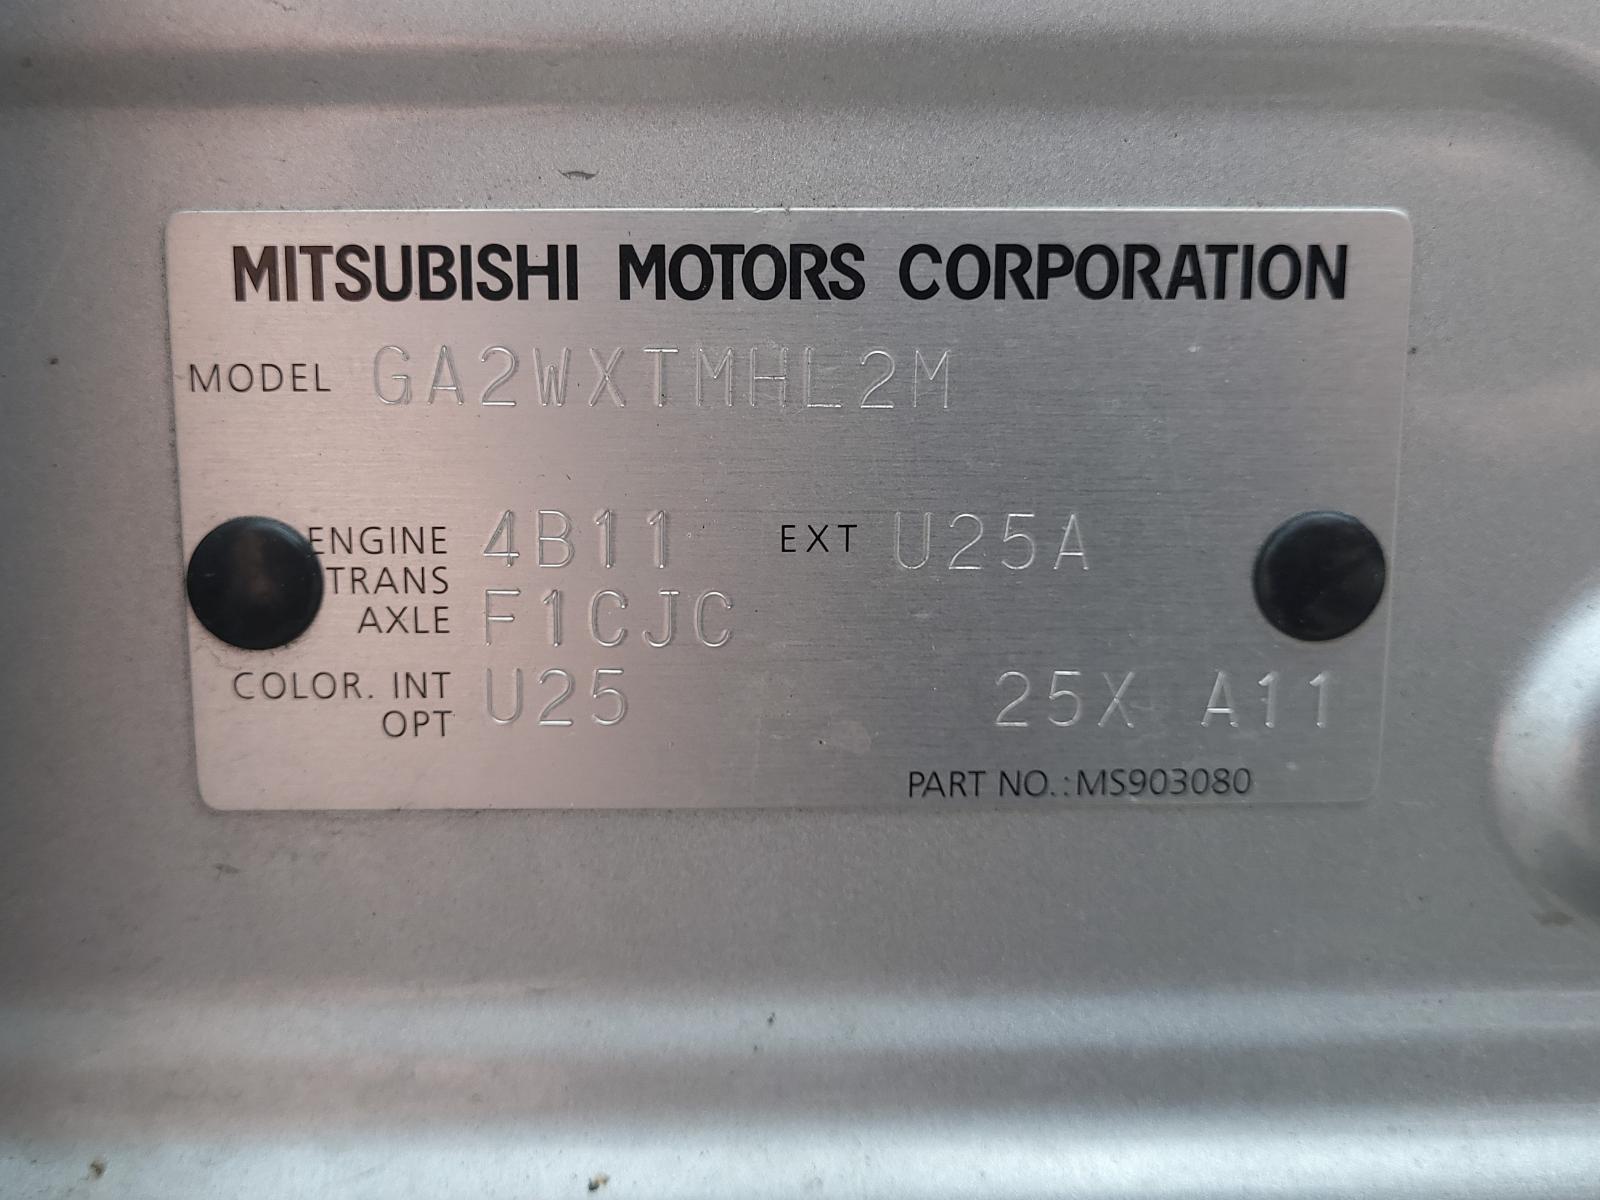 MITSUBISHI MOTORS CORPORATION
MODEL GA2WXTMHL2M
ENGINE 4B11 EXT U25A
TRANS
AXLE F1CJC
COLOR. INT U25 25X A11
OPT
PART NO.:MS903080